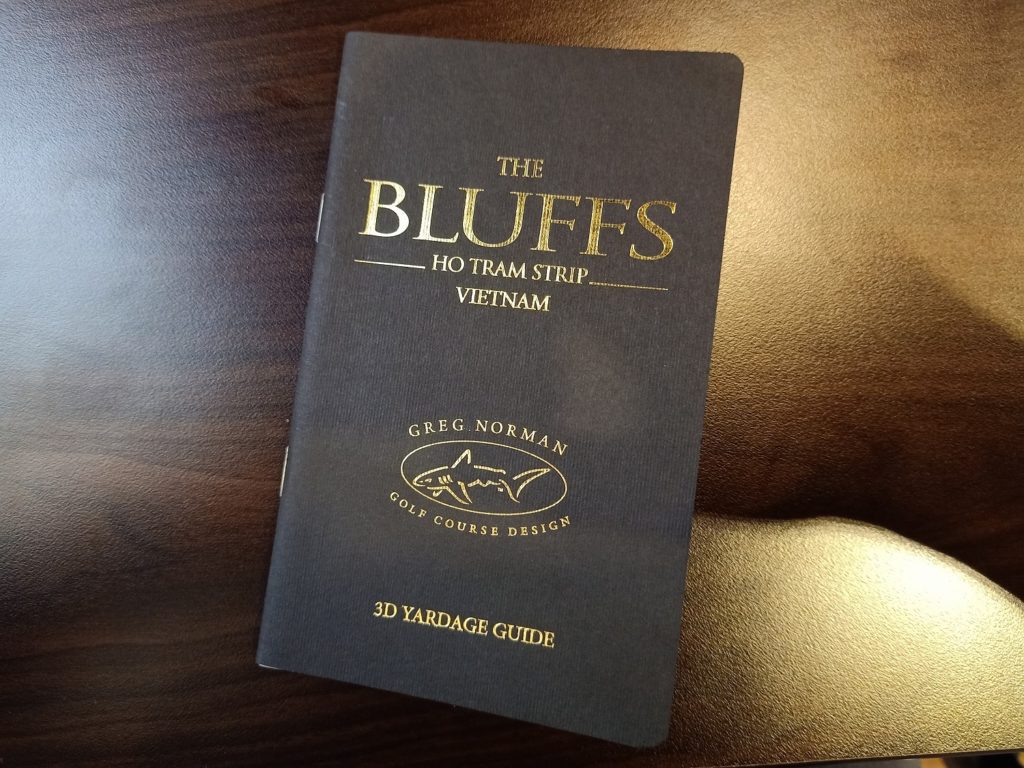 THE
BLUFFS
HO TRAM STRIP
VIETNAM
GREG NORMAN
GOLF COURSE DESIGN
3D YARDAGE GUIDE